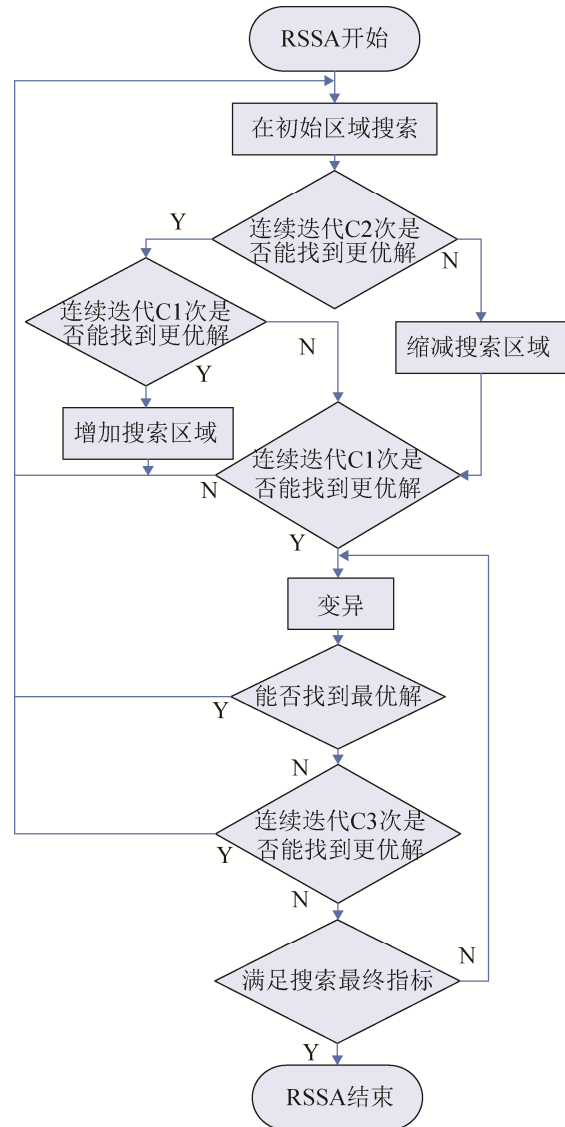 RSSA开始
在初始区域搜索
连续迭代C2次是
否能找到更优解
Y
N
连续迭代C1次是
否能找到更优解
N
Y
缩减搜索区域
增加搜索区域
连续迭代C1次是
否能找到更优解
N
Y
变异
能否找到最优解
Y
N
连续迭代C3次是
否能找到更优解
Y
N
满足搜索最终指标
N
Y
RSSA结束